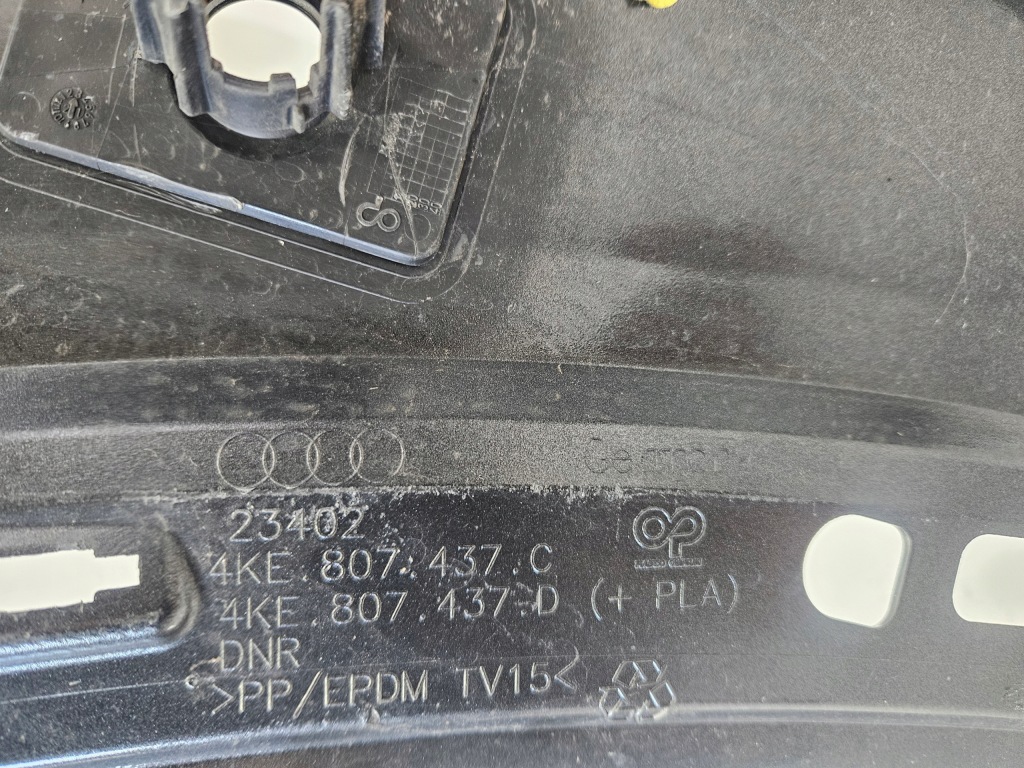 23402
4KE.807.437.C
4KE.807.437.D (+ PLA)
DNR
>PP/EPDM TV15<